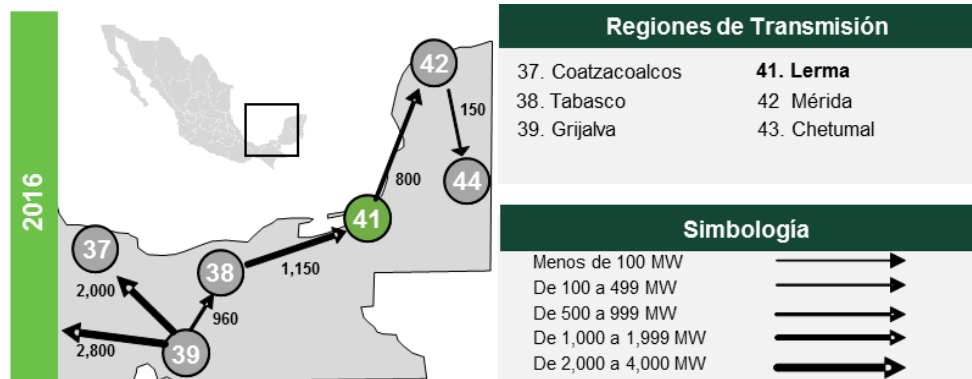 2016
42
150
44
800
41
37
38
1,150
2,000
960
2,800
39
Regiones de Transmisión
37. Coatzacoalcos
38. Tabasco
39. Grijalva
41. Lerma
42 Mérida
43. Chetumal
Simbología
Menos de 100 MW
De 100 a 499 MW
De 500 a 999 MW
De 1,000 a 1,999 MW
De 2,000 a 4,000 MW